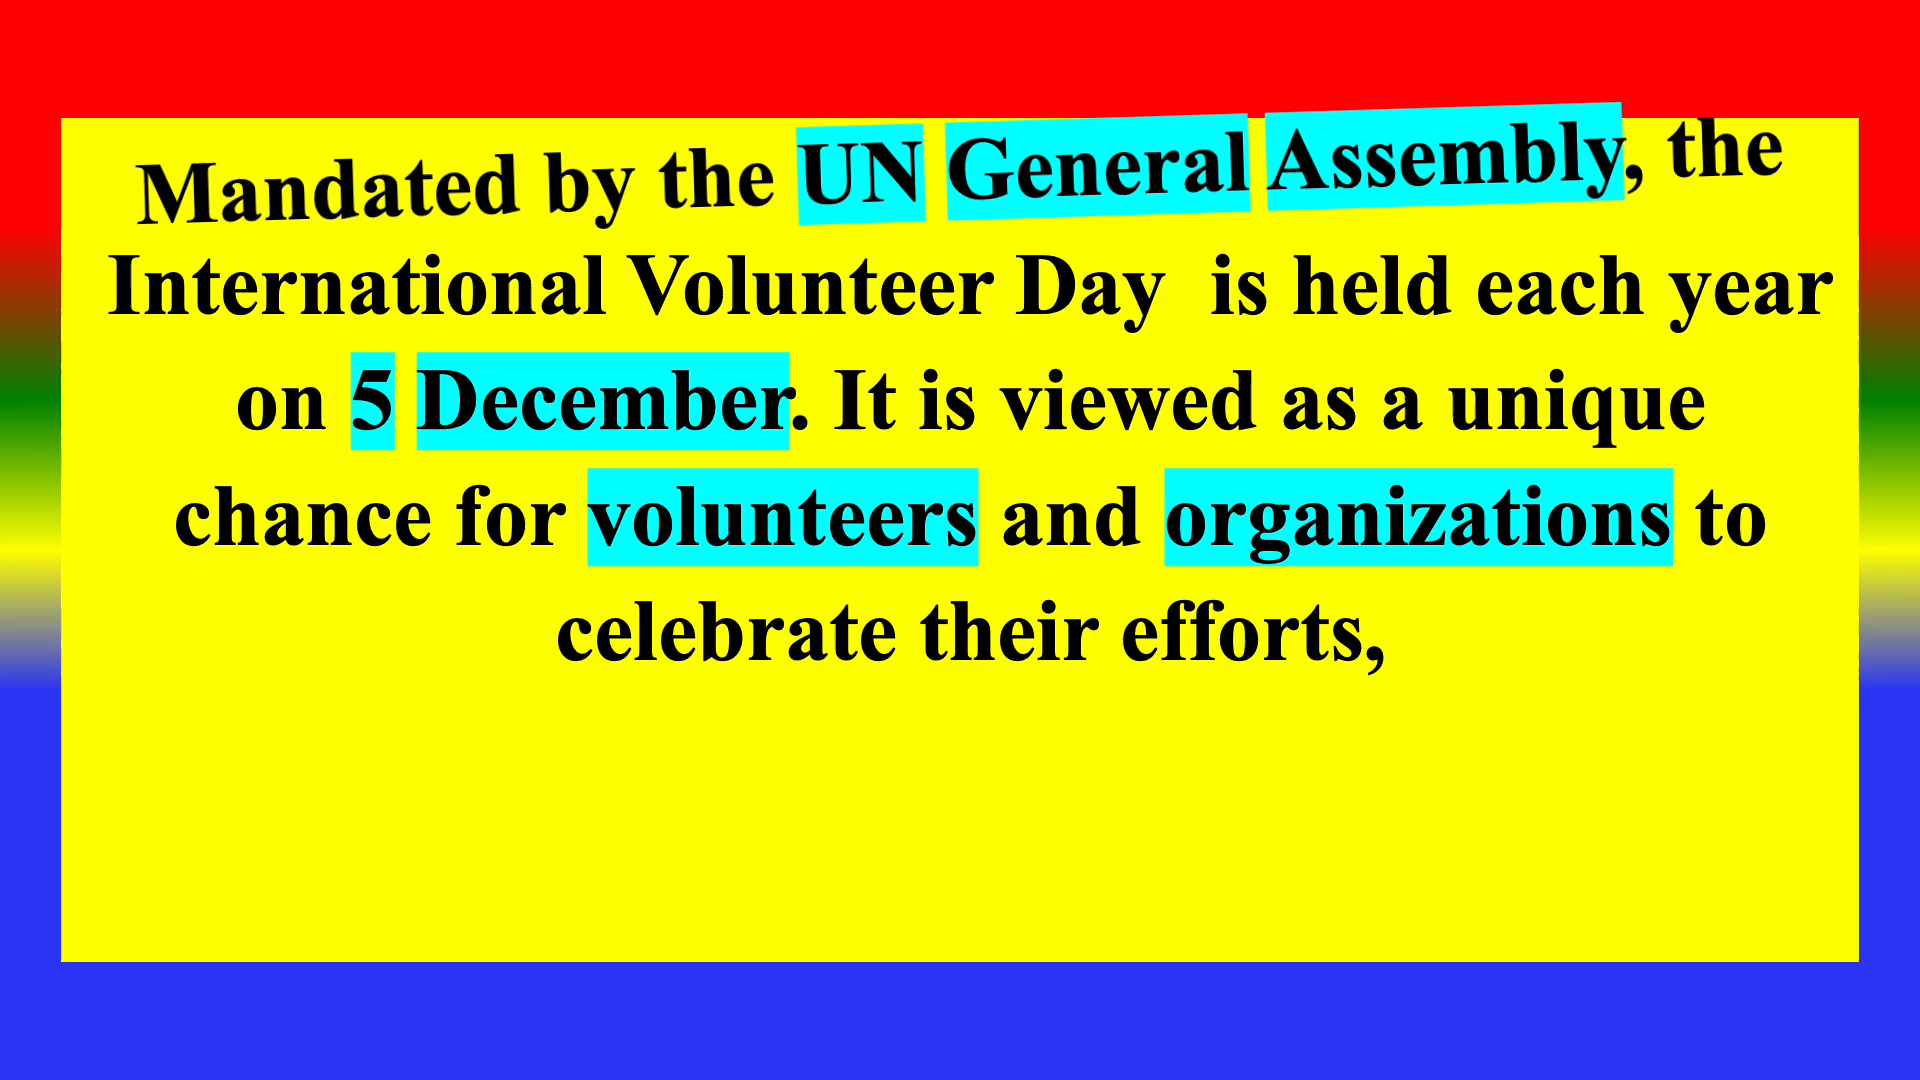 Mandated by the UN General Assembly, the
International Volunteer Day  is held each year
on 5 December. It is viewed as a unique
chance for volunteers and organizations to
celebrate their efforts,